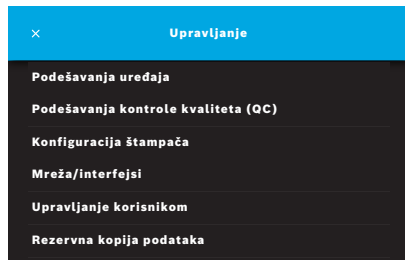 Upravljanje
Podešavanja uređaja
Podešavanja kontrole kvaliteta (QC)
Konfiguracija štampača
Mreža/interfejsi
Upravljanje korisnikom
Rezervna kopija podataka